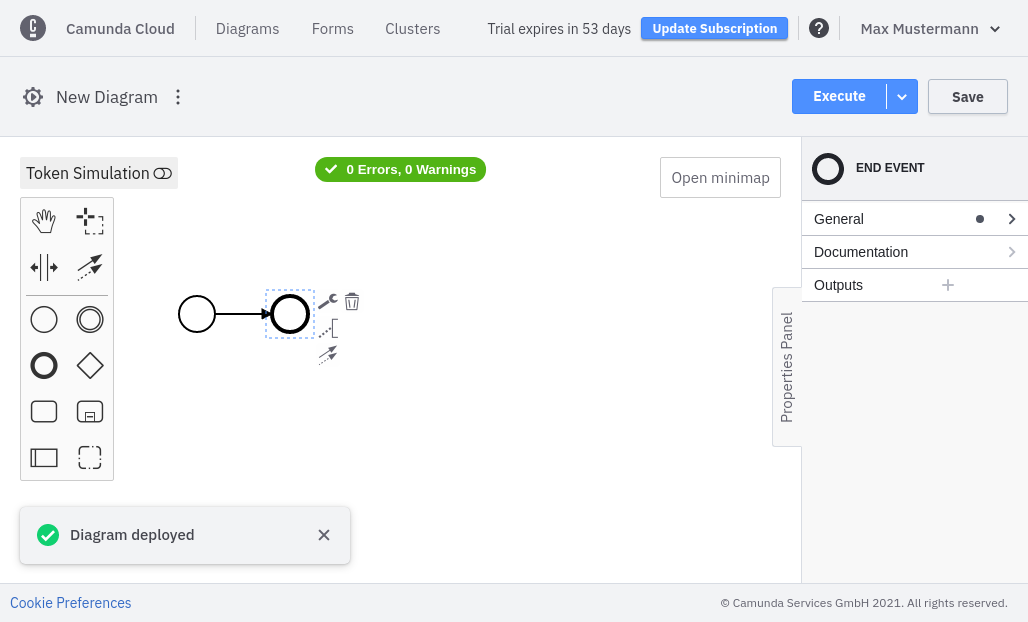 C Camunda Cloud Diagrams Forms Clusters Trial expires in 53 days Update Subscription ? Max Mustermann
New Diagram Execute Save
Token Simulation 0 Errors, 0 Warnings Open minimap
END EVENT
General
Documentation
Outputs
Properties Panel
Diagram deployed
Cookie Preferences © Camunda Services GmbH 2021. All rights reserved.